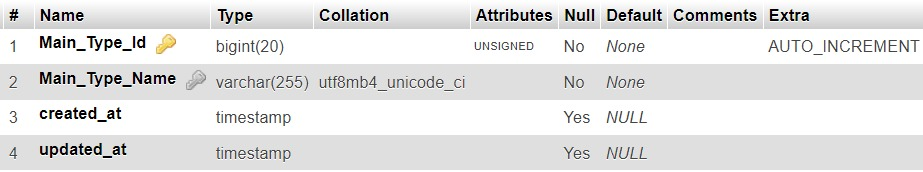 # Name Type Collation Attributes Null Default Comments Extra
1 Main_Type_Id bigint(20) UNSIGNED No None AUTO_INCREMENT
2 Main_Type_Name varchar(255) utf8mb4_unicode_ci No None
3 created_at timestamp Yes NULL
4 updated_at timestamp Yes NULL